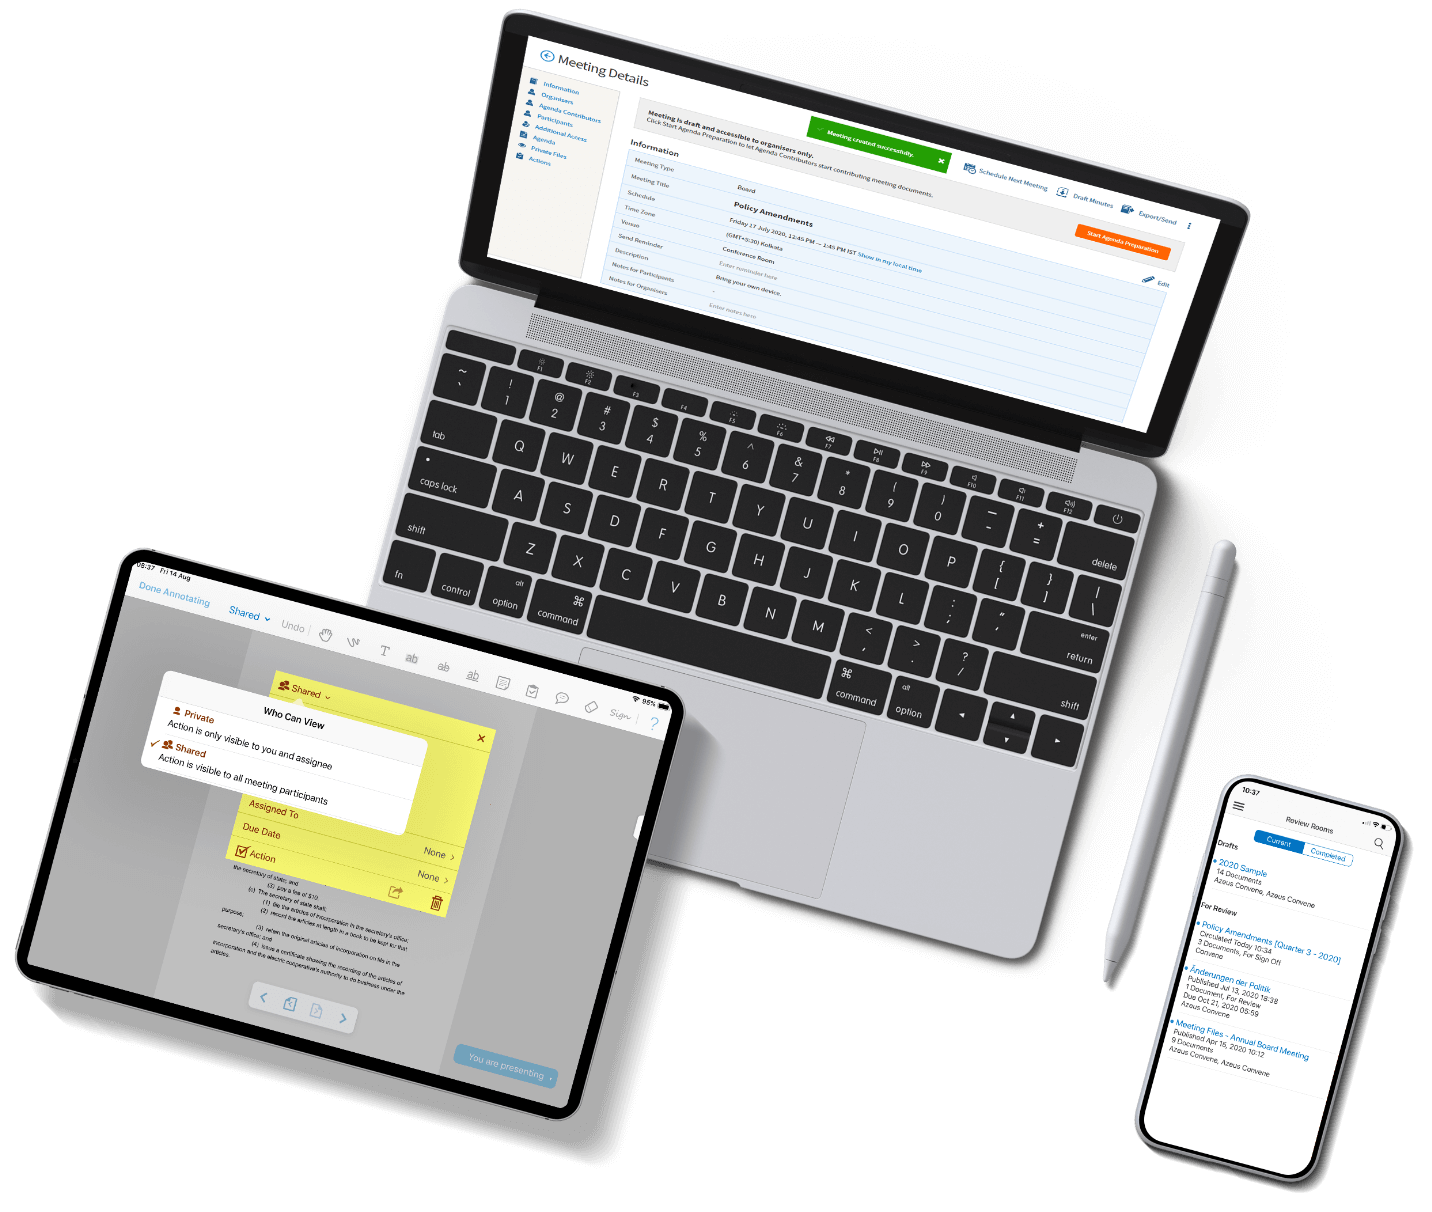 Meeting Details
Information
Organisers
Agenda Contributors
Participants
Additional Access
Agenda
Private Files
Actions
Meeting is draft and accessible to organisers only.
Click Start Agenda Preparation to let Agenda Contributors start contributing meeting documents.
Meeting created successfully.
Schedule Next Meeting
Draft Minutes
Export/Send
Start Agenda Preparation
Edit
Information
Meeting Type Board
Meeting Title Policy Amendments
Schedule Friday 17 July 2020, 12:45 PM — 1:45 PM IST Show in my local time
Time Zone (GMT+5:30) Kolkata
Venue Conference Room
Send Reminder Enter reminder here
Description Bring your own device.
Notes for Participants -
Notes for Organisers Enter notes here
F1 F2 F3 F4 F5 F6 F7 F8 F9 F10 F11 F12
~ ` ! 1 @ 2 # 3 $ 4 % 5 ^ 6 & 7 * 8 ( 9 ) 0 — - + = delete
tab Q W E R T Y U I O P { [ } ] | \
caps lock A S D F G H J K L : ; " ' enter return
shift Z X C V B N M < , > . ? / shift
fn control alt option ⌘ command ⌘ command alt option ◂ ▴ ▾ ▸
08:37 Fri 14 Aug
95%
Done Annotating
Shared
Undo
T ab ab ab
Sign
?
Shared
Who Can View
Private
Action is only visible to you and assignee
Shared
Action is visible to all meeting participants
Assigned To
None
Due Date
None
Action
the secretary of state; and
(3) pay a fee of $10.
(c) The secretary of state shall:
(1) file the articles of incorporation in the secretary's office;
(2) record the articles at length in a book to be kept for that
purpose;
(3) retain the original articles of incorporation on file in the
secretary's office; and
(4) issue a certificate showing the recording of the articles of
incorporation and the electric cooperative's authority to do business under the
articles.
You are presenting
10:37
Review Rooms
Current
Completed
Drafts
2020 Sample
14 Documents
Azeus Convene, Azeus Convene
For Review
Policy Amendments [Quarter 3 - 2020]
Circulated Today 10:34
3 Documents, For Sign Off
Convene
Änderungen der Politik
Published Jul 13, 2020 18:38
1 Document, For Review
Due Oct 21, 2020 05:59
Azeus Convene
Meeting Files - Annual Board Meeting
Published Apr 15, 2020 10:12
9 Documents
Azeus Convene, Azeus Convene